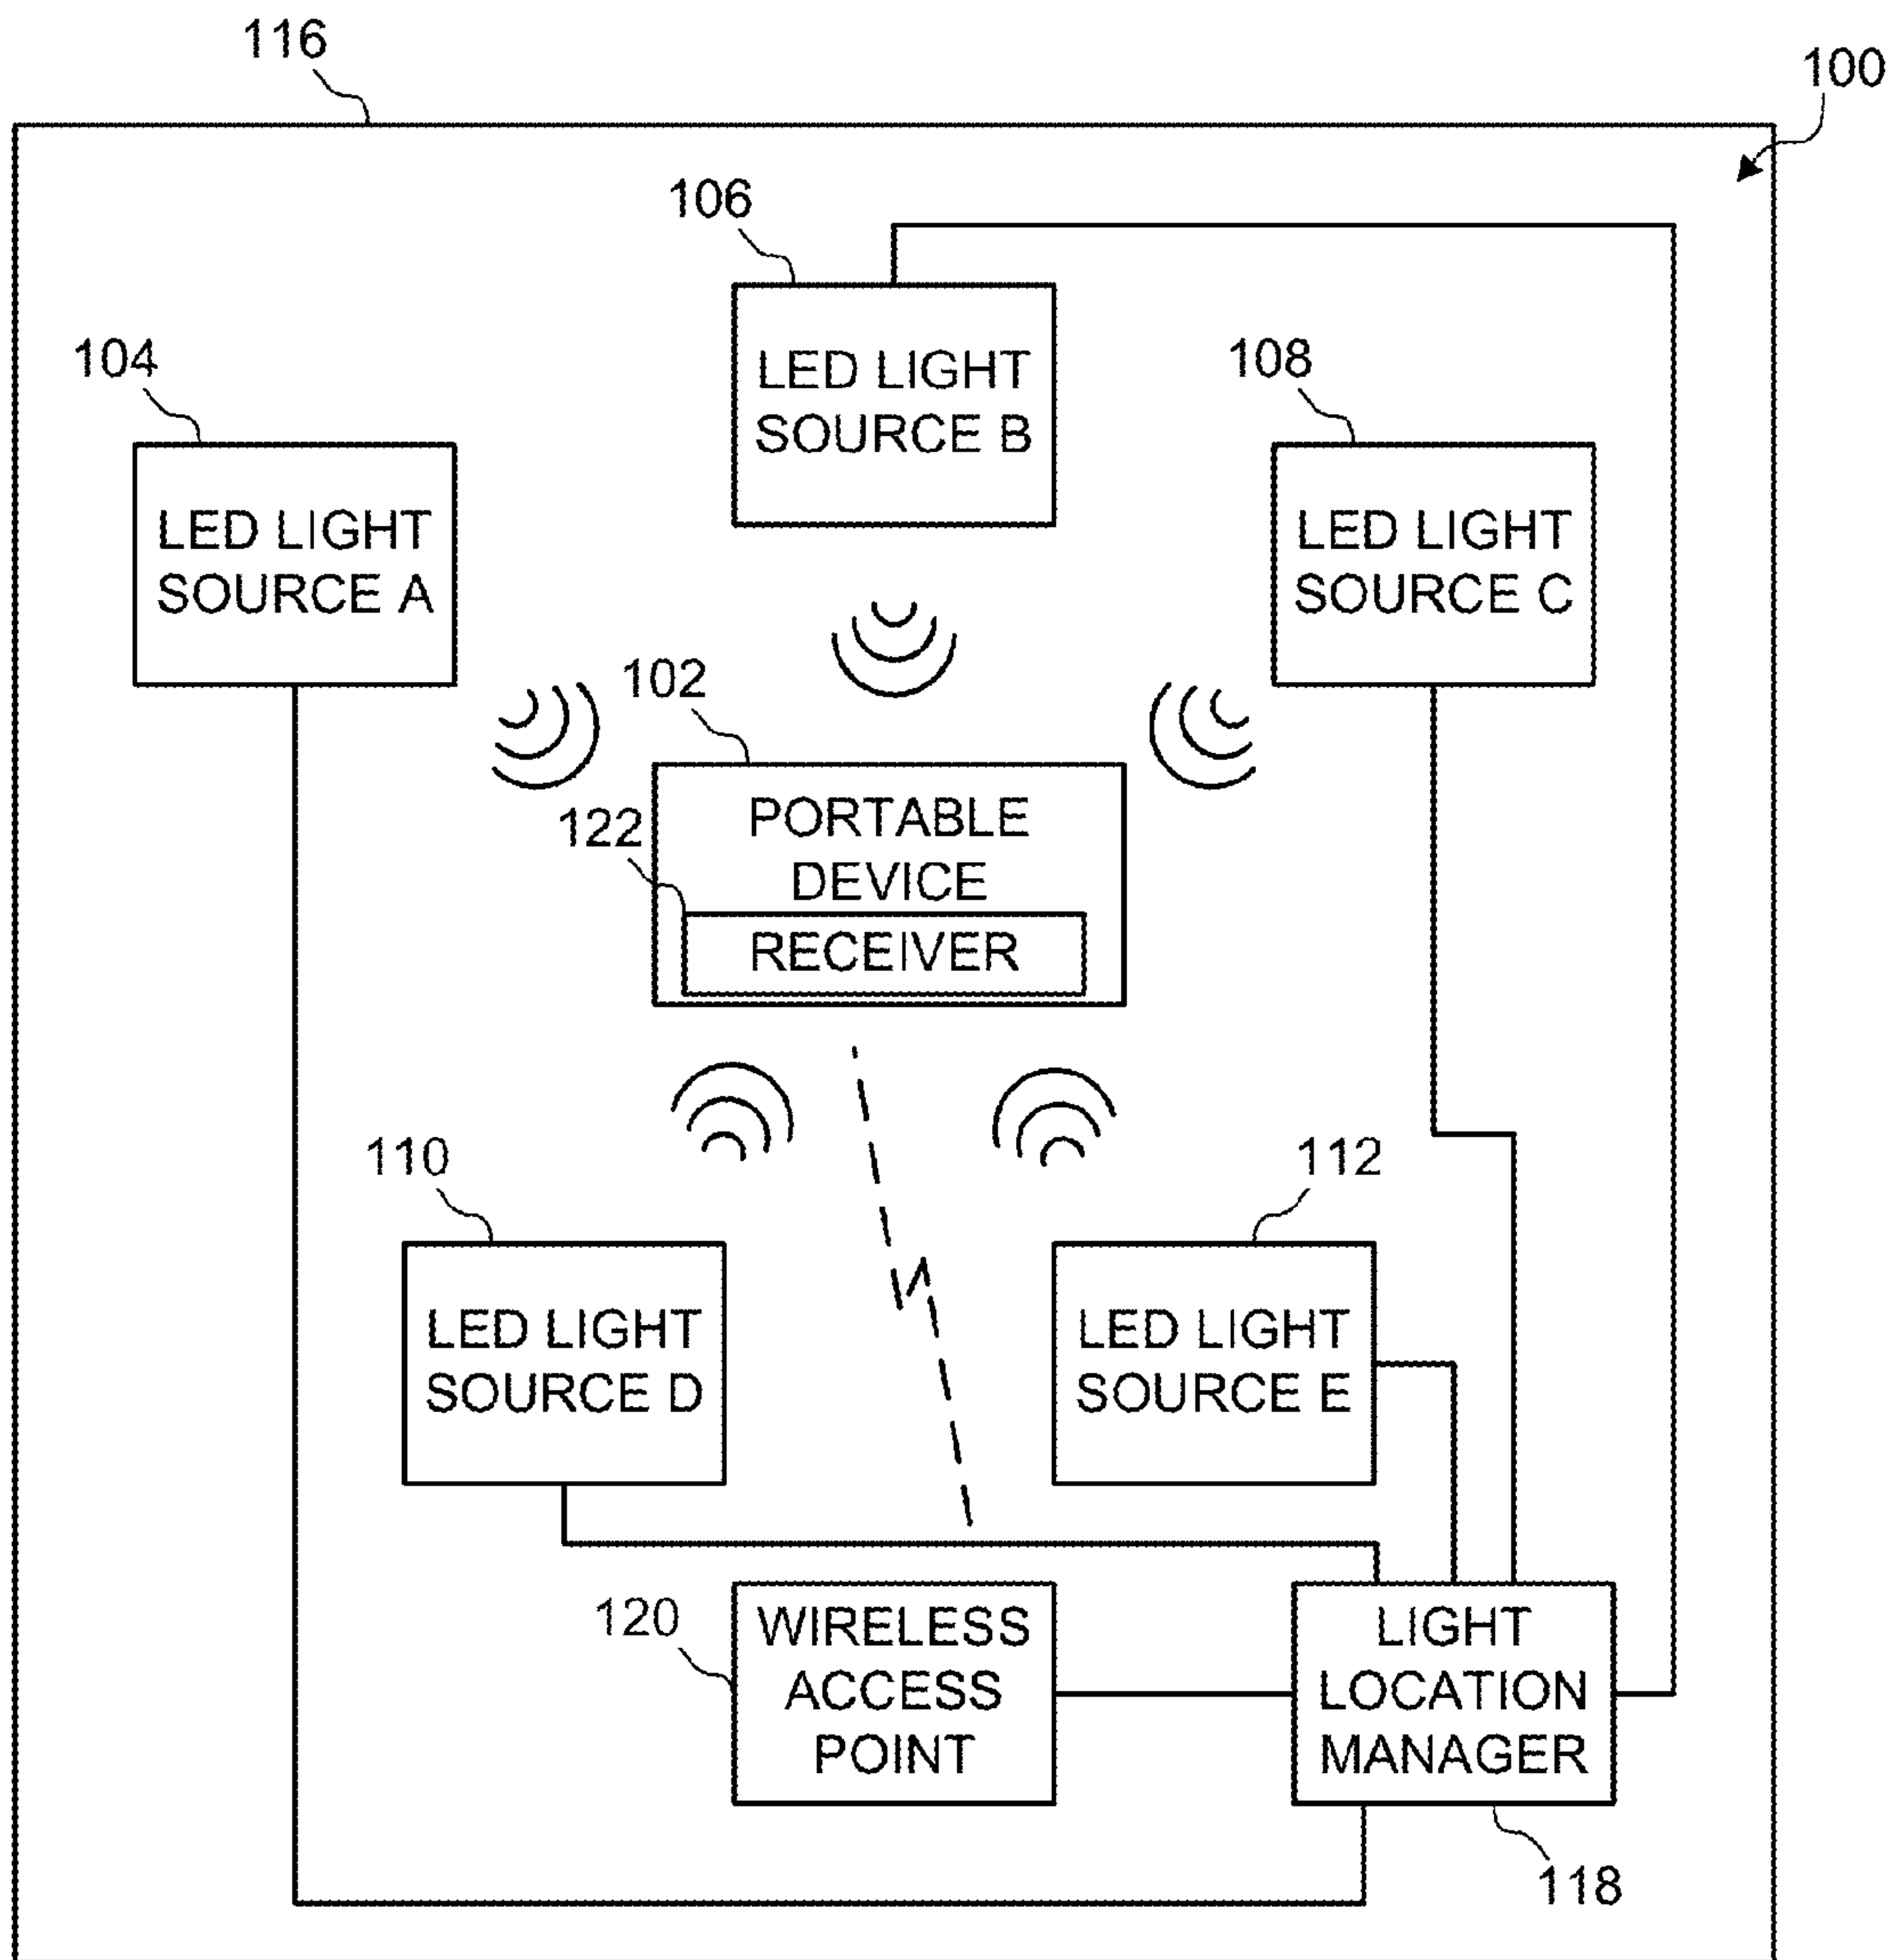 116
100
106
LED LIGHT
SOURCE B
104
LED LIGHT
SOURCE A
108
LED LIGHT
SOURCE C
102
PORTABLE
DEVICE
122
RECEIVER
110
LED LIGHT
SOURCE D
112
LED LIGHT
SOURCE E
120
WIRELESS
ACCESS
POINT
LIGHT
LOCATION
MANAGER
118